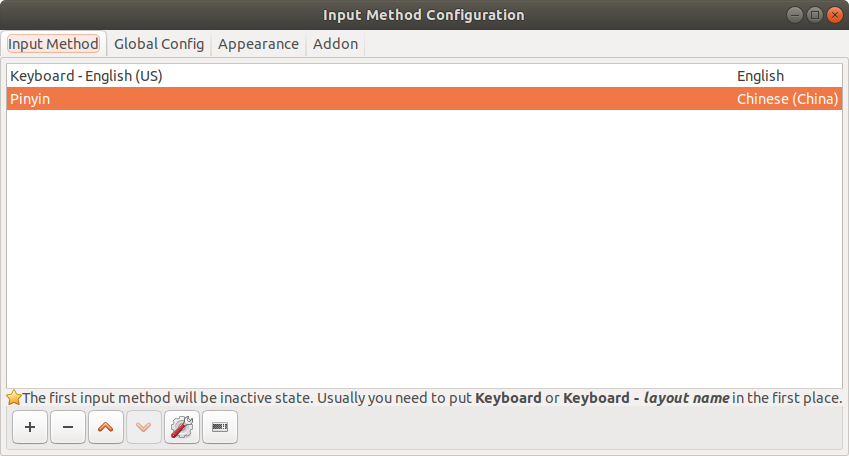 Input Method Configuration
Input Method Global Config Appearance Addon
Keyboard - English (US) English
Pinyin Chinese (China)
The first input method will be inactive state. Usually you need to put Keyboard or Keyboard - layout name in the first place.